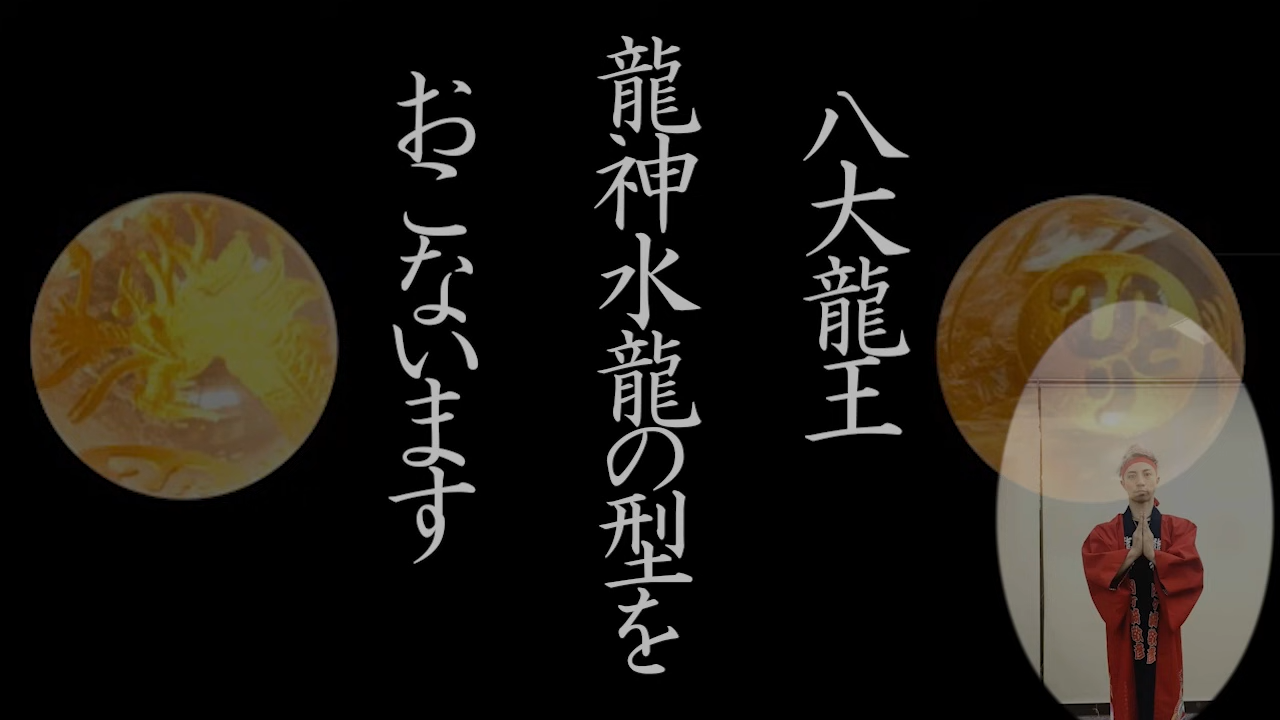 八大龍王
龍神水龍の型を
おこないます